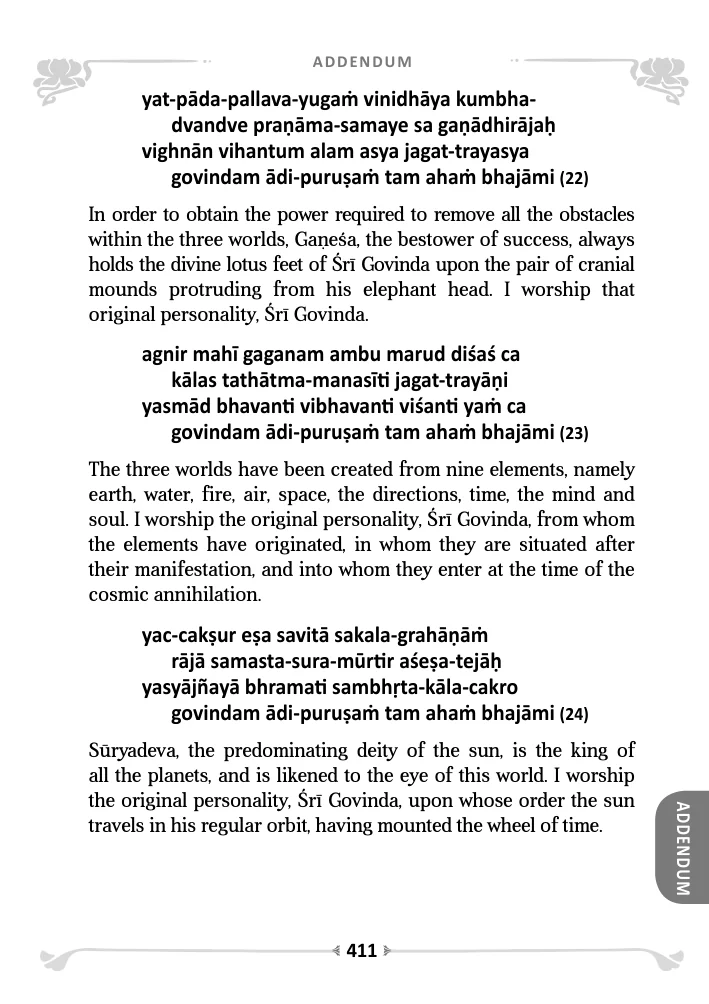 ADDENDUM
yat-pāda-pallava-yugaṁ vinidhāya kumbha-
dvandve praṇāma-samaye sa gaṇādhirājaḥ
vighnān vihantum alam asya jagat-trayasya
govindam ādi-puruṣaṁ tam ahaṁ bhajāmi (22)
In order to obtain the power required to remove all the obstacles
within the three worlds, Gaṇeśa, the bestower of success, always
holds the divine lotus feet of Śrī Govinda upon the pair of cranial
mounds protruding from his elephant head. I worship that
original personality, Śrī Govinda.
agnir mahī gaganam ambu marud diśaś ca
kālas tathātma-manasīti jagat-trayāṇi
yasmād bhavanti vibhavanti viśanti yaṁ ca
govindam ādi-puruṣaṁ tam ahaṁ bhajāmi (23)
The three worlds have been created from nine elements, namely
earth, water, fire, air, space, the directions, time, the mind and
soul. I worship the original personality, Śrī Govinda, from whom
the elements have originated, in whom they are situated after
their manifestation, and into whom they enter at the time of the
cosmic annihilation.
yac-cakṣur eṣa savitā sakala-grahāṇāṁ
rājā samasta-sura-mūrtir aśeṣa-tejāḥ
yasyājñayā bhramati sambhṛta-kāla-cakro
govindam ādi-puruṣaṁ tam ahaṁ bhajāmi (24)
Sūryadeva, the predominating deity of the sun, is the king of
all the planets, and is likened to the eye of this world. I worship
the original personality, Śrī Govinda, upon whose order the sun
travels in his regular orbit, having mounted the wheel of time.
ADDENDUM
411